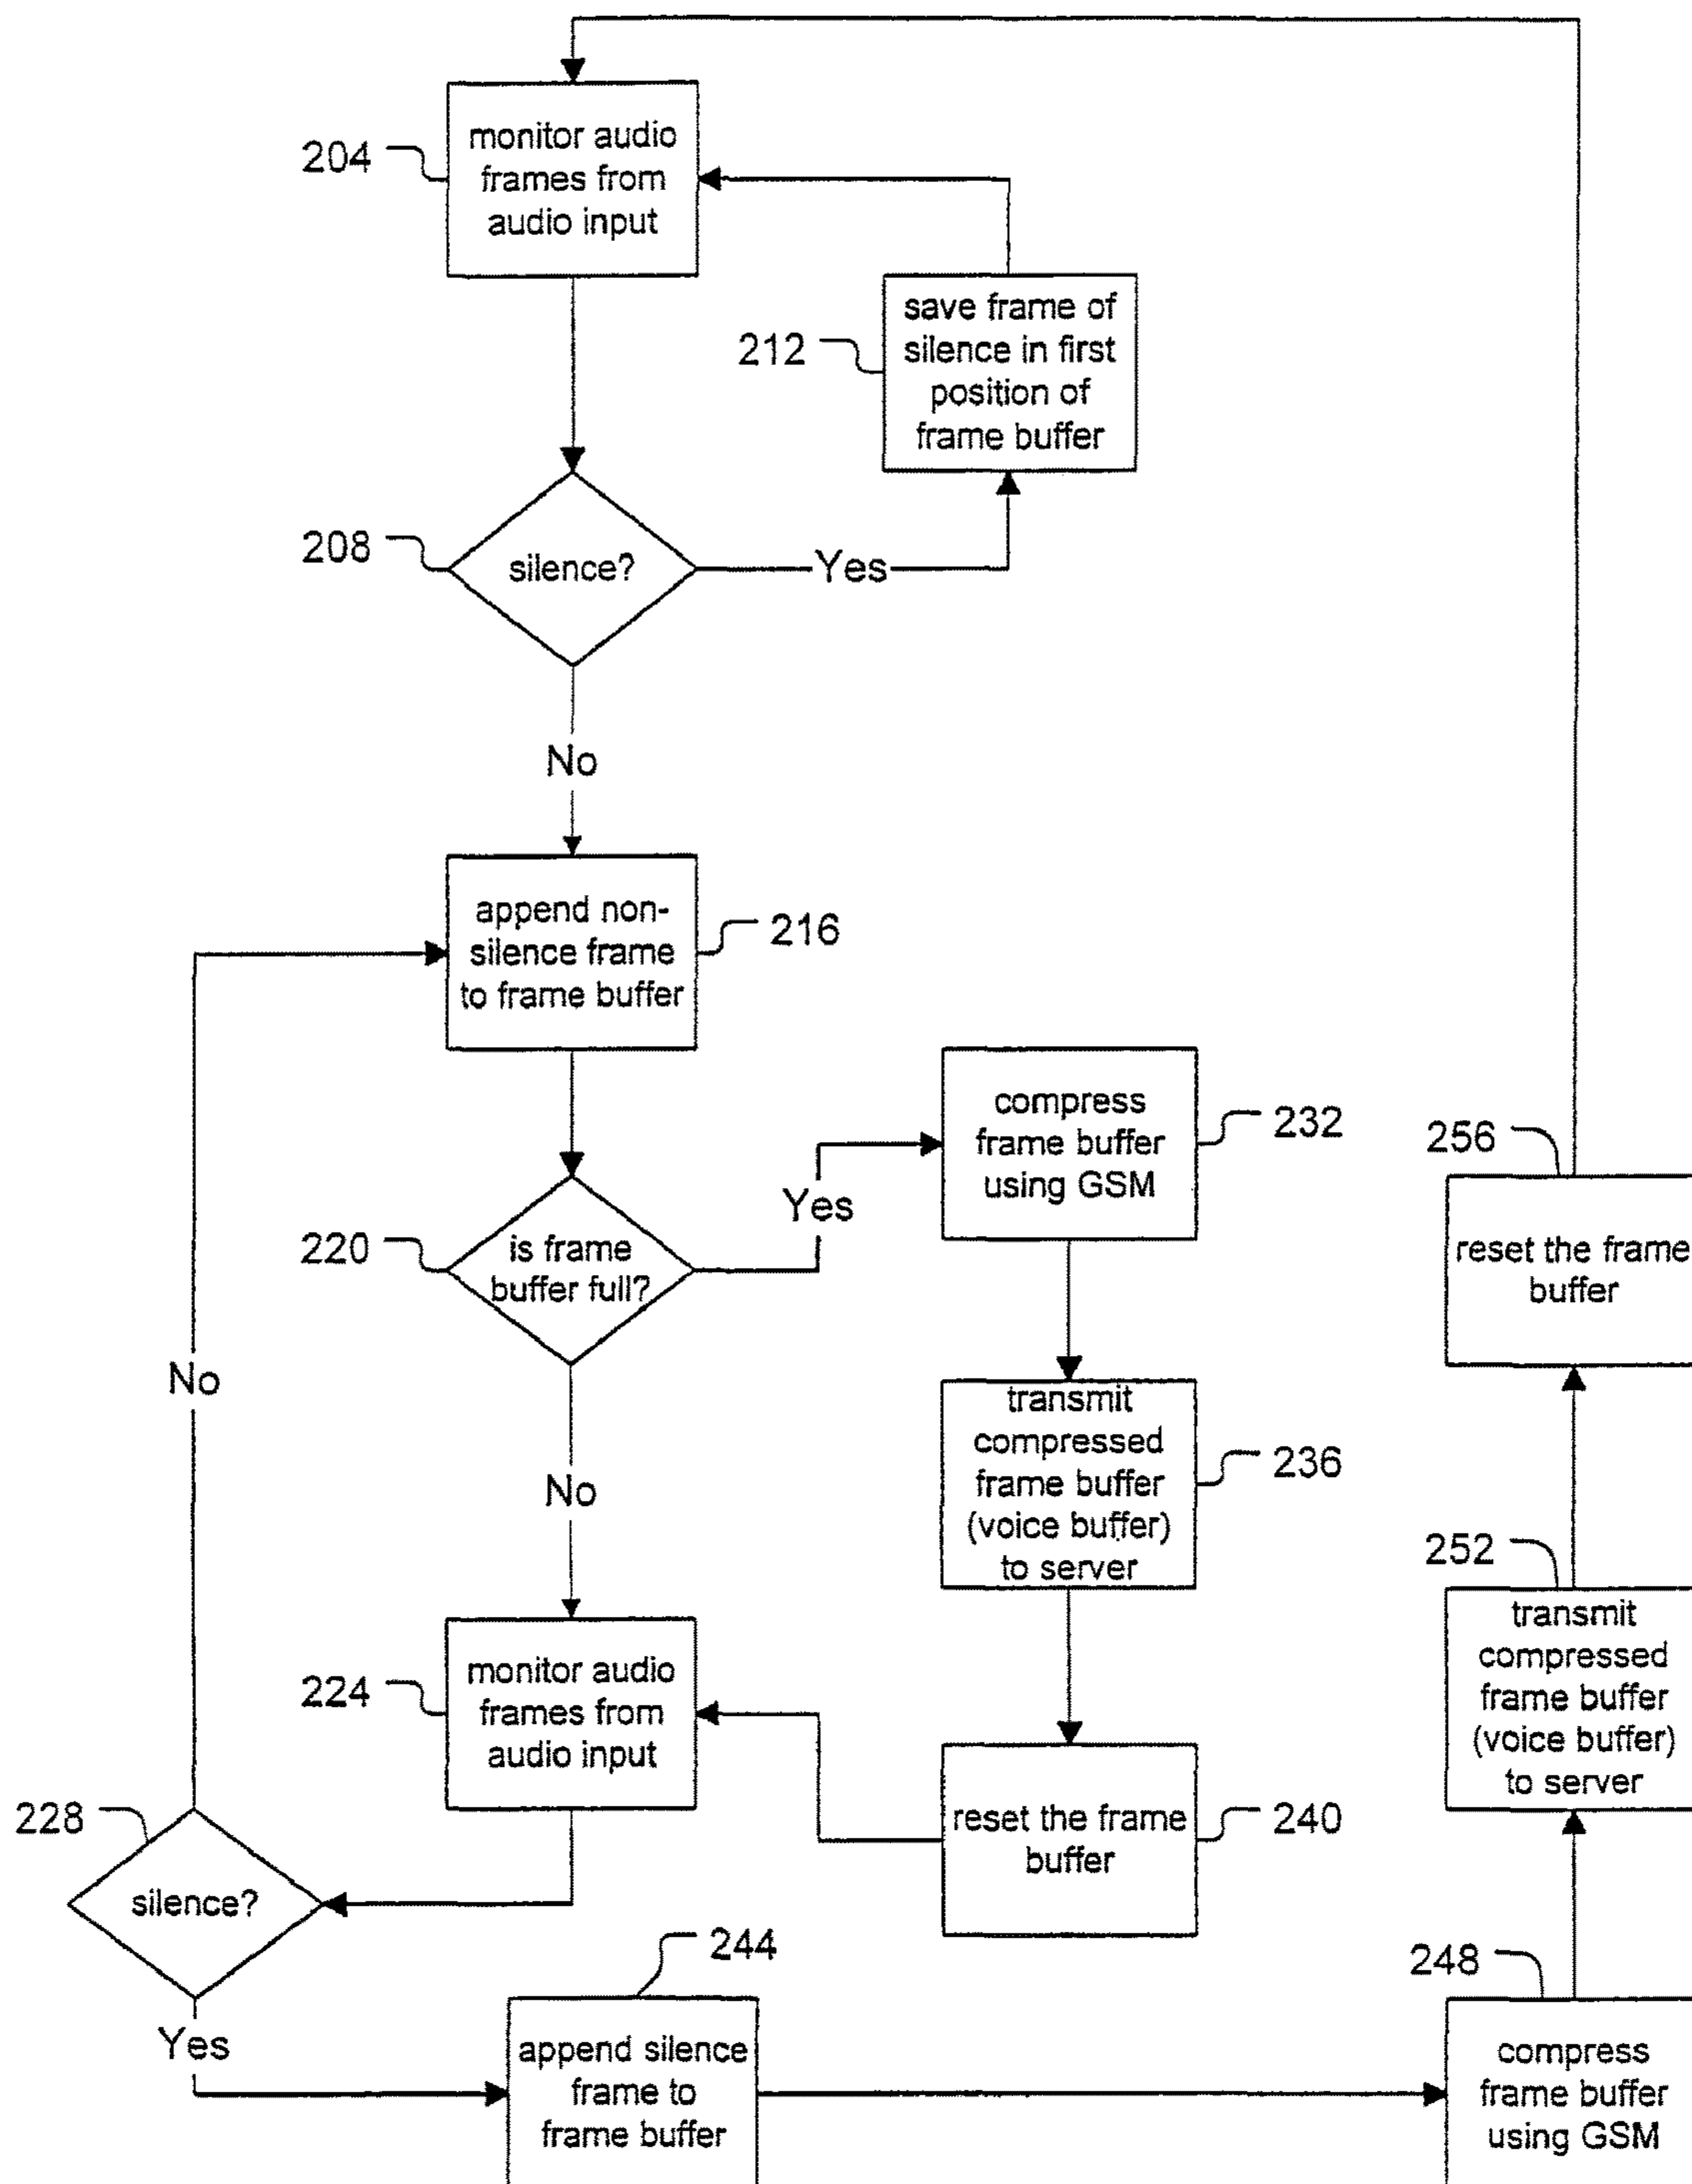 204
monitor audio
frames from
audio input
212
save frame of
silence in first
position of
frame buffer
208
silence?
Yes
No
append non-
silence frame
to frame buffer
216
220
is frame
buffer full?
Yes
compress
frame buffer
using GSM
232
No
transmit
compressed
frame buffer
(voice buffer)
to server
236
224
monitor audio
frames from
audio input
reset the frame
buffer
240
228
silence?
No
Yes
244
append silence
frame to
frame buffer
248
compress
frame buffer
using GSM
252
transmit
compressed
frame buffer
(voice buffer)
to server
256
reset the frame
buffer